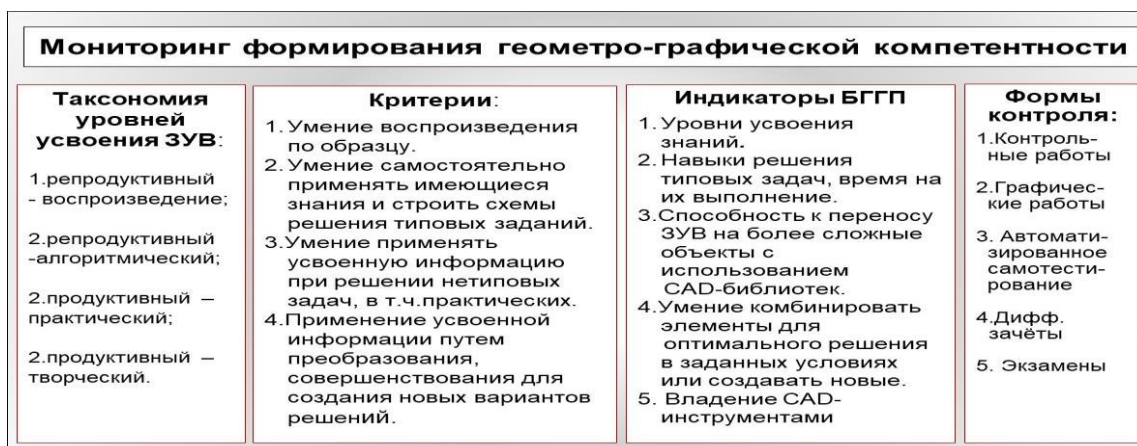 Мониторинг формирования геометро-графической компетентности
Таксономия
уровней
усвоения ЗУВ:
1.репродуктивный
- воспроизведение;
2.репродуктивный
-алгоритмический;
2.продуктивный –
практический;
2.продуктивный –
творческий.
Критерии:
1. Умение воспроизведения
по образцу.
2. Умение самостоятельно
применять имеющиеся
знания и строить схемы
решения типовых заданий.
3.Умение применять
усвоенную информацию
при решении нетиповых
задач, в т.ч.практических.
4.Применение усвоенной
информации путем
преобразования,
совершенствования для
создания новых вариантов
решений.
Индикаторы БГГП
1. Уровни усвоения
знаний.
2. Навыки решения
типовых задач, время на
их выполнение.
3.Способность к переносу
ЗУВ на более сложные
объекты с
использованием
CAD-библиотек.
4.Умение комбинировать
элементы для
оптимального решения
в заданных условиях
или создавать новые.
5. Владение CAD-
инструментами
Формы
контроля:
1.Контроль-
ные работы
2.Графичес-
кие работы
3. Автомати-
зированное
самотести-
рование
4.Дифф.
зачёты
5. Экзамены